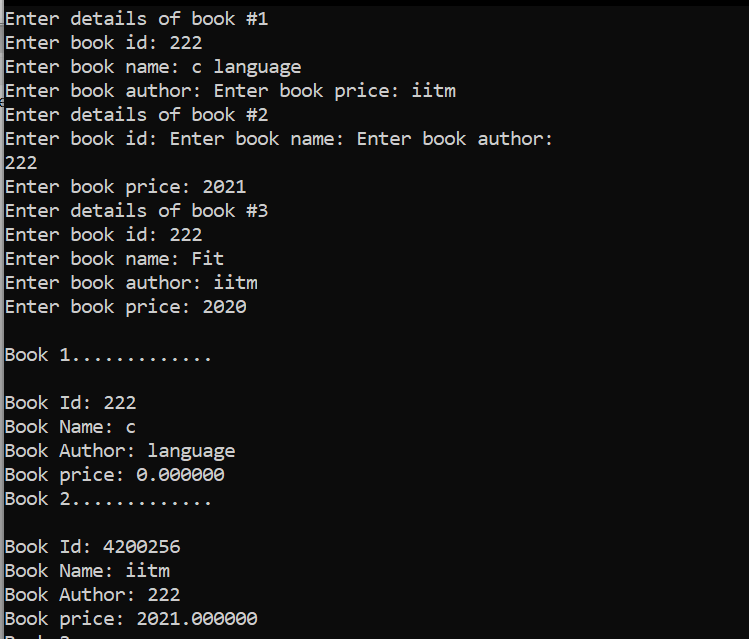 Enter details of book #1
Enter book id: 222
Enter book name: c language
Enter book author: Enter book price: iitm
Enter details of book #2
Enter book id: Enter book name: Enter book author:
222
Enter book price: 2021
Enter details of book #3
Enter book id: 222
Enter book name: Fit
Enter book author: iitm
Enter book price: 2020
Book 1.............
Book Id: 222
Book Name: c
Book Author: language
Book price: 0.000000
Book 2.............
Book Id: 4200256
Book Name: iitm
Book Author: 222
Book price: 2021.000000